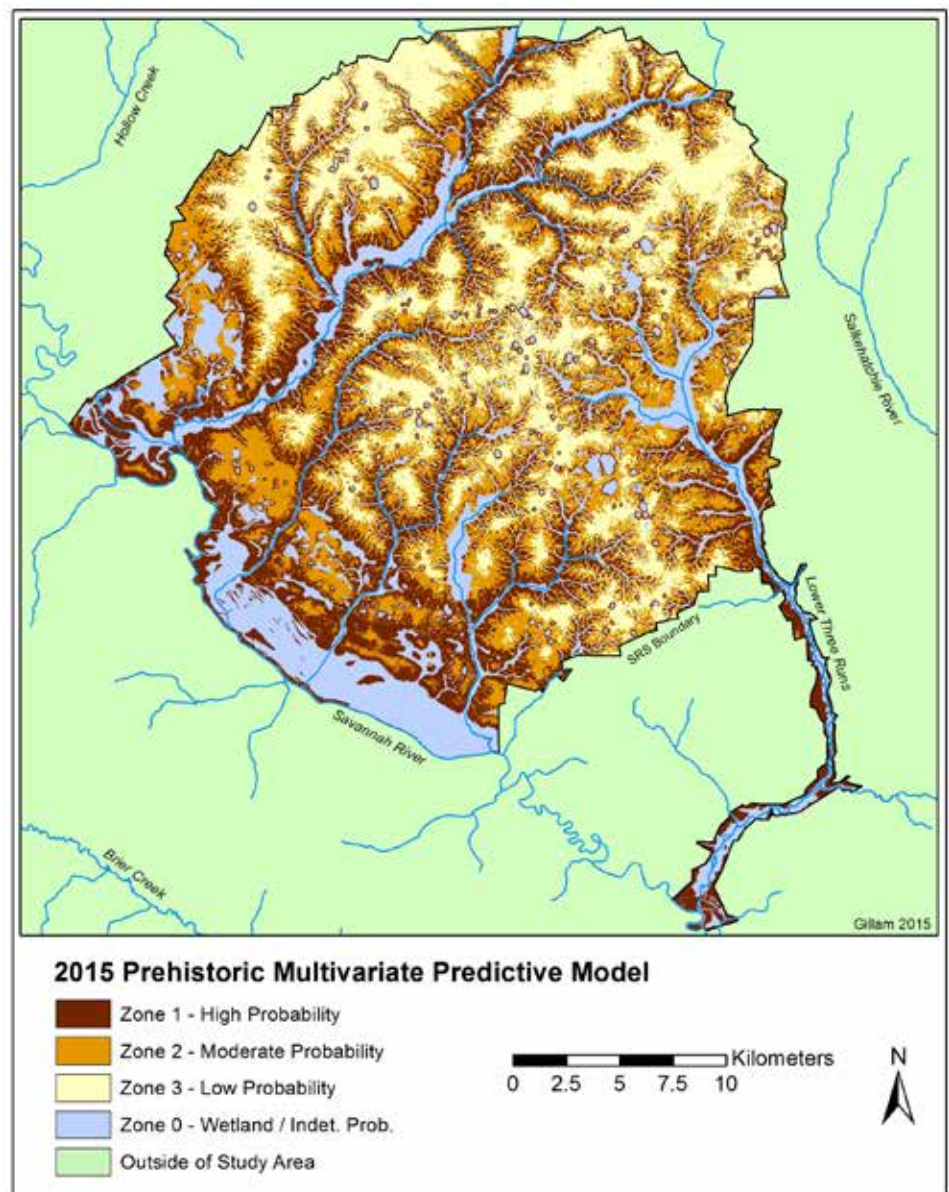 Hollow Creek
Salkehatchie River
Lower Three Runs
SRS Boundary
Savannah River
Brier Creek
Gillam 2015
2015 Prehistoric Multivariate Predictive Model
Zone 1 - High Probability
Zone 2 - Moderate Probability
Zone 3 - Low Probability
Zone 0 - Wetland / Indet. Prob.
Outside of Study Area
Kilometers
0 2.5 5 7.5 10
N